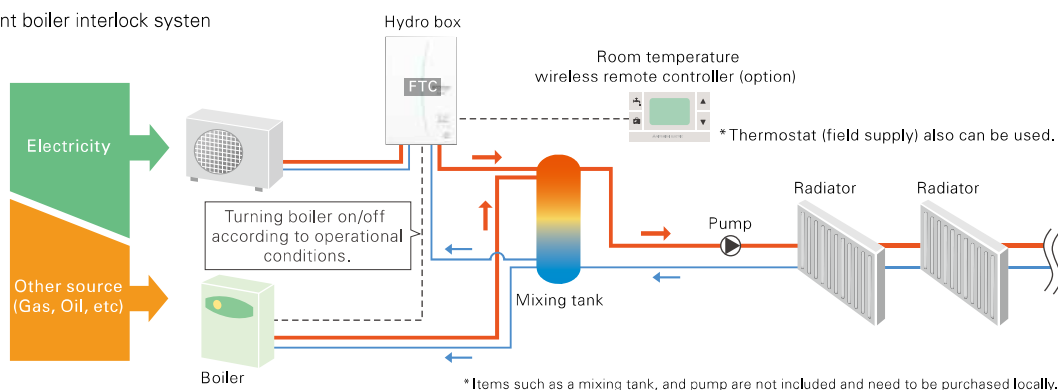 nt boiler interlock systen
Hydro box
FTC
Room temperature
wireless remote controller (option)
* Thermostat (field supply) also can be used.
Electricity
Other source
(Gas, Oil, etc)
Turning boiler on/off
according to operational
conditions.
Boiler
Mixing tank
Pump
Radiator
Radiator
* Items such as a mixing tank, and pump are not included and need to be purchased locally.